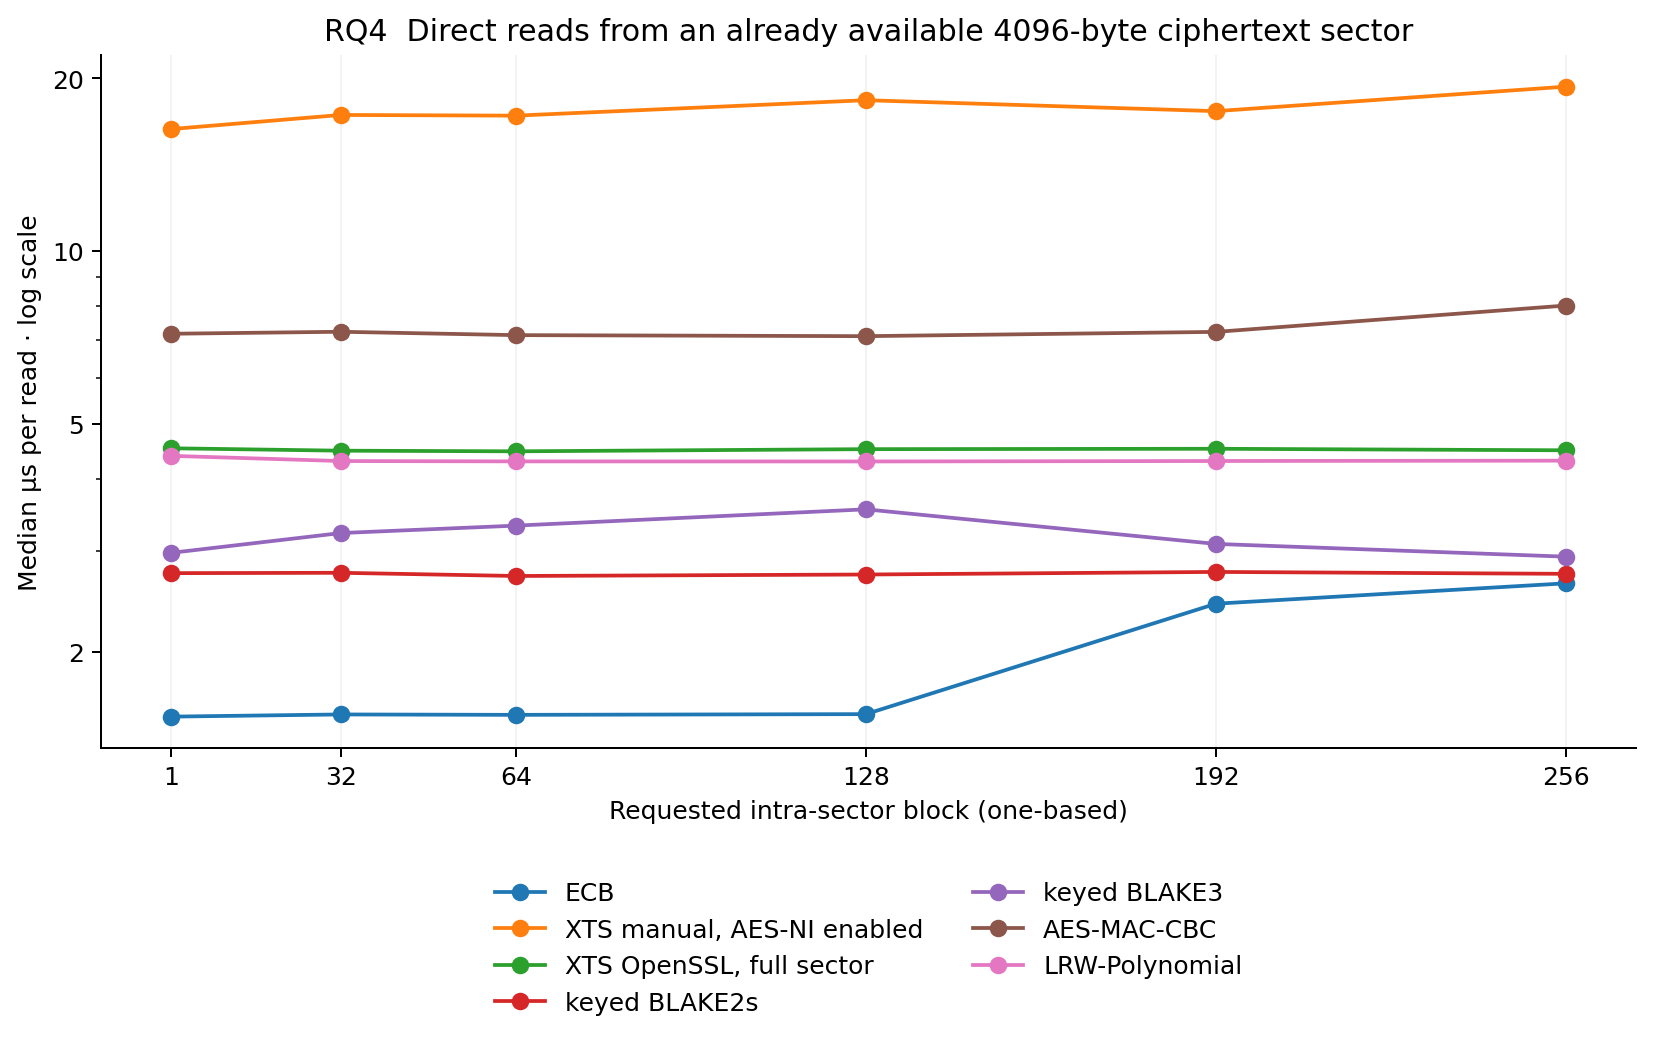 RQ4  Direct reads from an already available 4096-byte ciphertext sector
Median µs per read · log scale
20
10
5
2
1
32
64
128
192
256
Requested intra-sector block (one-based)
ECB
XTS manual, AES-NI enabled
XTS OpenSSL, full sector
keyed BLAKE2s
keyed BLAKE3
AES-MAC-CBC
LRW-Polynomial